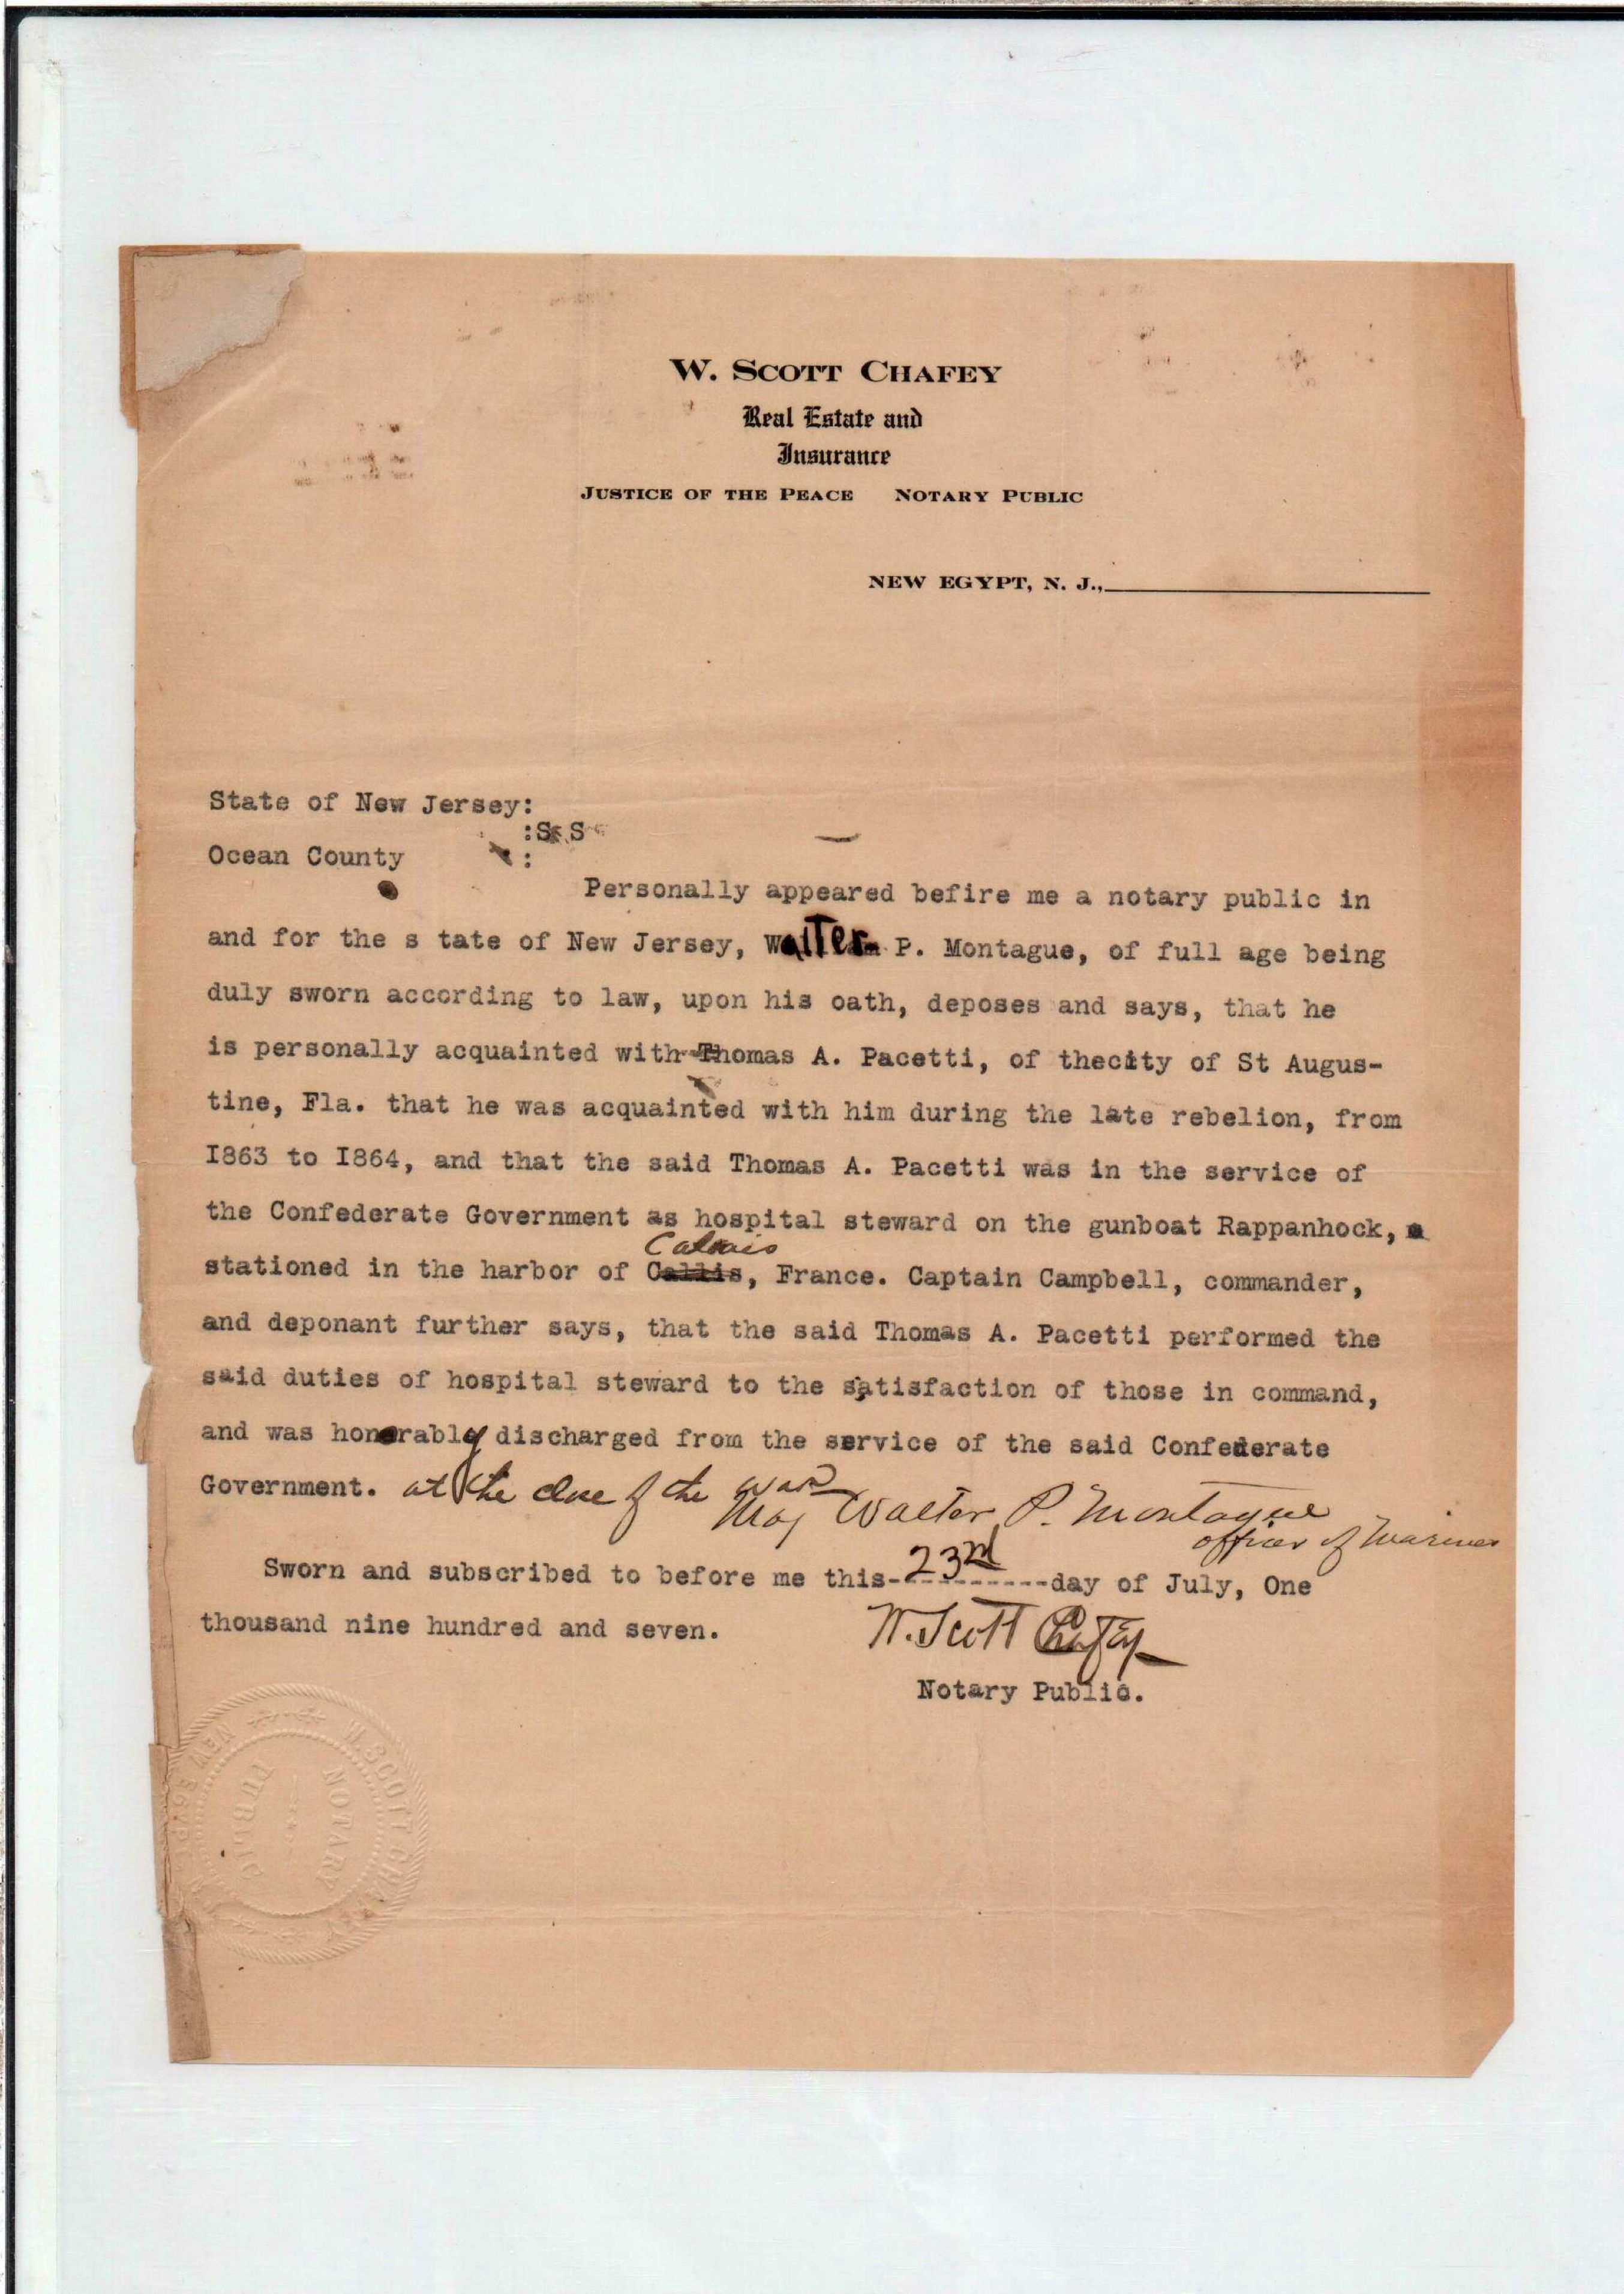 W. SCOTT CHAFEY
Real Estate and
Insurance
JUSTICE OF THE PEACE NOTARY PUBLIC
NEW EGYPT, N. J.,
State of New Jersey:
:S S
Ocean County :
Personally appeared befire me a notary public in
and for the s tate of New Jersey, Walter P. Montague, of full age being
duly sworn according to law, upon his oath, deposes and says, that he
is personally acquainted with Thomas A. Pacetti, of thecity of St Augus-
tine, Fla. that he was acquainted with him during the late rebelion, from
I863 to I864, and that the said Thomas A. Pacetti was in the service of
the Confederate Government as hospital steward on the gunboat Rappanhock,
Calais
stationed in the harbor of Callis, France. Captain Campbell, commander,
and deponant further says, that the said Thomas A. Pacetti performed the
said duties of hospital steward to the satisfaction of those in command,
and was honorably discharged from the service of the said Confederate
Government. at the close of the war
Maj Walter P. Montague
officer of Marines
Sworn and subscribed to before me this- 23rd ----day of July, One
thousand nine hundred and seven. W. Scott Chafey
Notary Public.
W. SCOTT CHAFEY
NOTARY
PUBLIC
NEW EGYPT